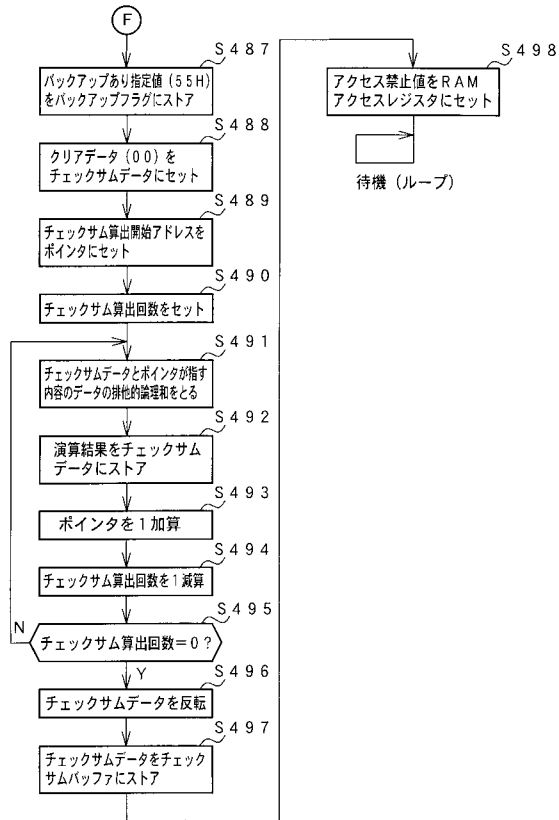 F
S487
バックアップあり指定値(55H)
をバックアップフラグにストア
S488
クリアデータ(00)を
チェックサムデータにセット
S489
チェックサム算出開始アドレスを
ポインタにセット
S490
チェックサム算出回数をセット
S491
チェックサムデータとポインタが指す
内容のデータの排他的論理和をとる
S492
演算結果をチェックサム
データにストア
S493
ポインタを1加算
S494
チェックサム算出回数を1減算
S495
N
チェックサム算出回数=0?
Y
S496
チェックサムデータを反転
S497
チェックサムデータをチェック
サムバッファにストア
S498
アクセス禁止値をRAM
アクセスレジスタにセット
待機(ループ)